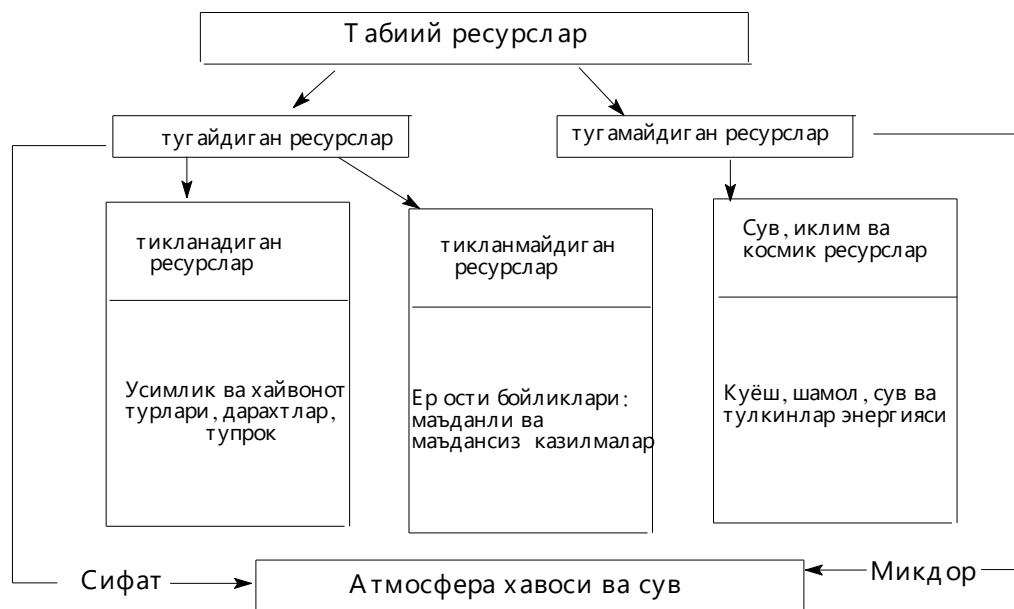 Табиий ресурслар
тугайдиган ресурслар
тугамайдиган ресурслар
тикланадиган
ресурслар
тикланмайдиган
ресурслар
Сув, иклим ва
космик ресурслар
Усимлик ва хайвонот
турлари, дарахтлар,
тупрок
Ер ости бойликлари:
маъданли ва
маъдансиз казилмалар
Куёш, шамол, сув ва
тулкинлар энергияси
Сифат
Атмосфера хавоси ва сув
Микдор